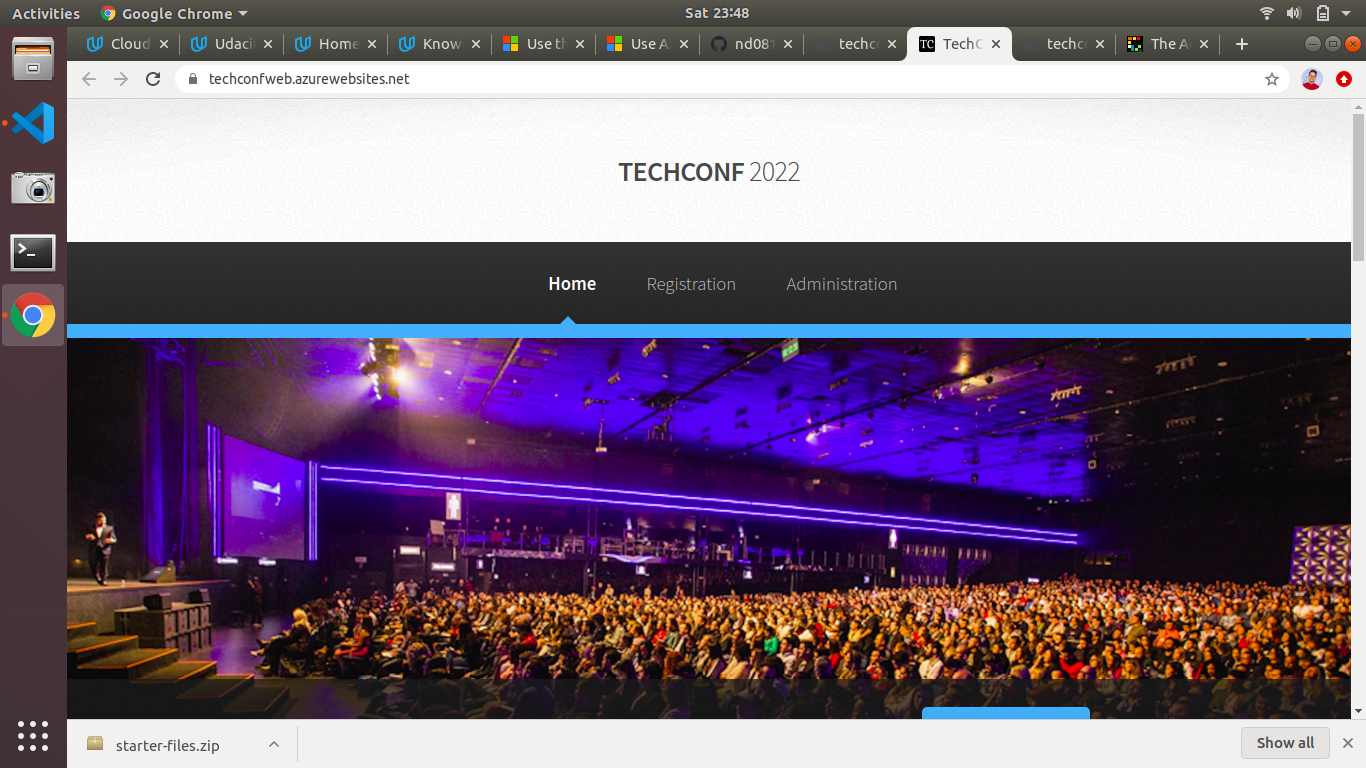 Activities
Google Chrome
Sat 23:48
Cloud
Udaci
Home
Know
Use th
Use A
nd081
techc
TechC
techc
The A
techconfweb.azurewebsites.net
TECHCONF 2022
Home
Registration
Administration
starter-files.zip
Show all